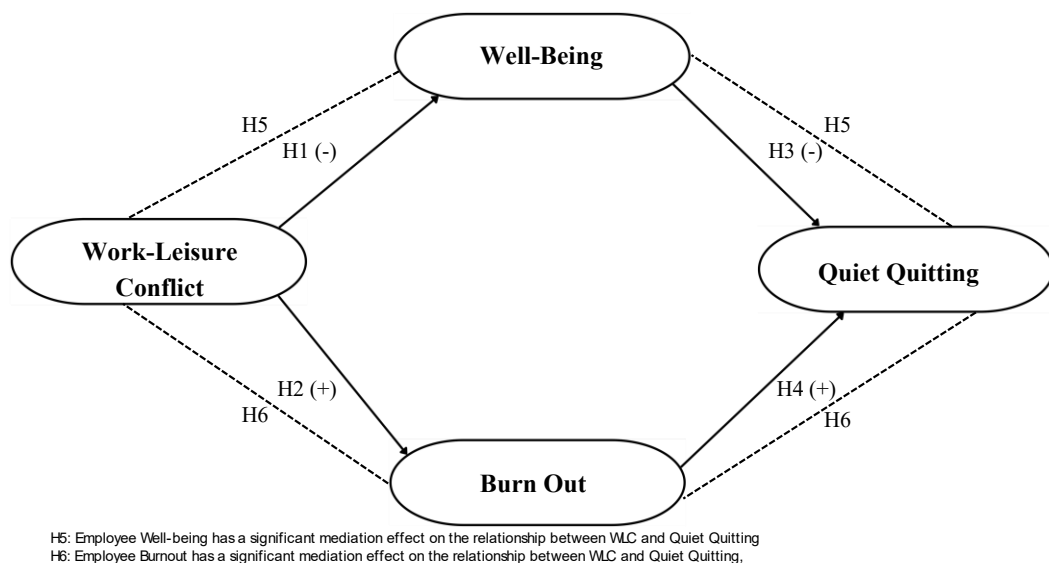 Well-Being
H5
H5
H1 (-)
H3 (-)
Work-Leisure
Conflict
Quiet Quitting
H2 (+)
H4 (+)
H6
H6
Burn Out
H5: Employee Well-being has a significant mediation effect on the relationship between WLC and Quiet Quitting
H6: Employee Burnout has a significant mediation effect on the relationship between WLC and Quiet Quitting,